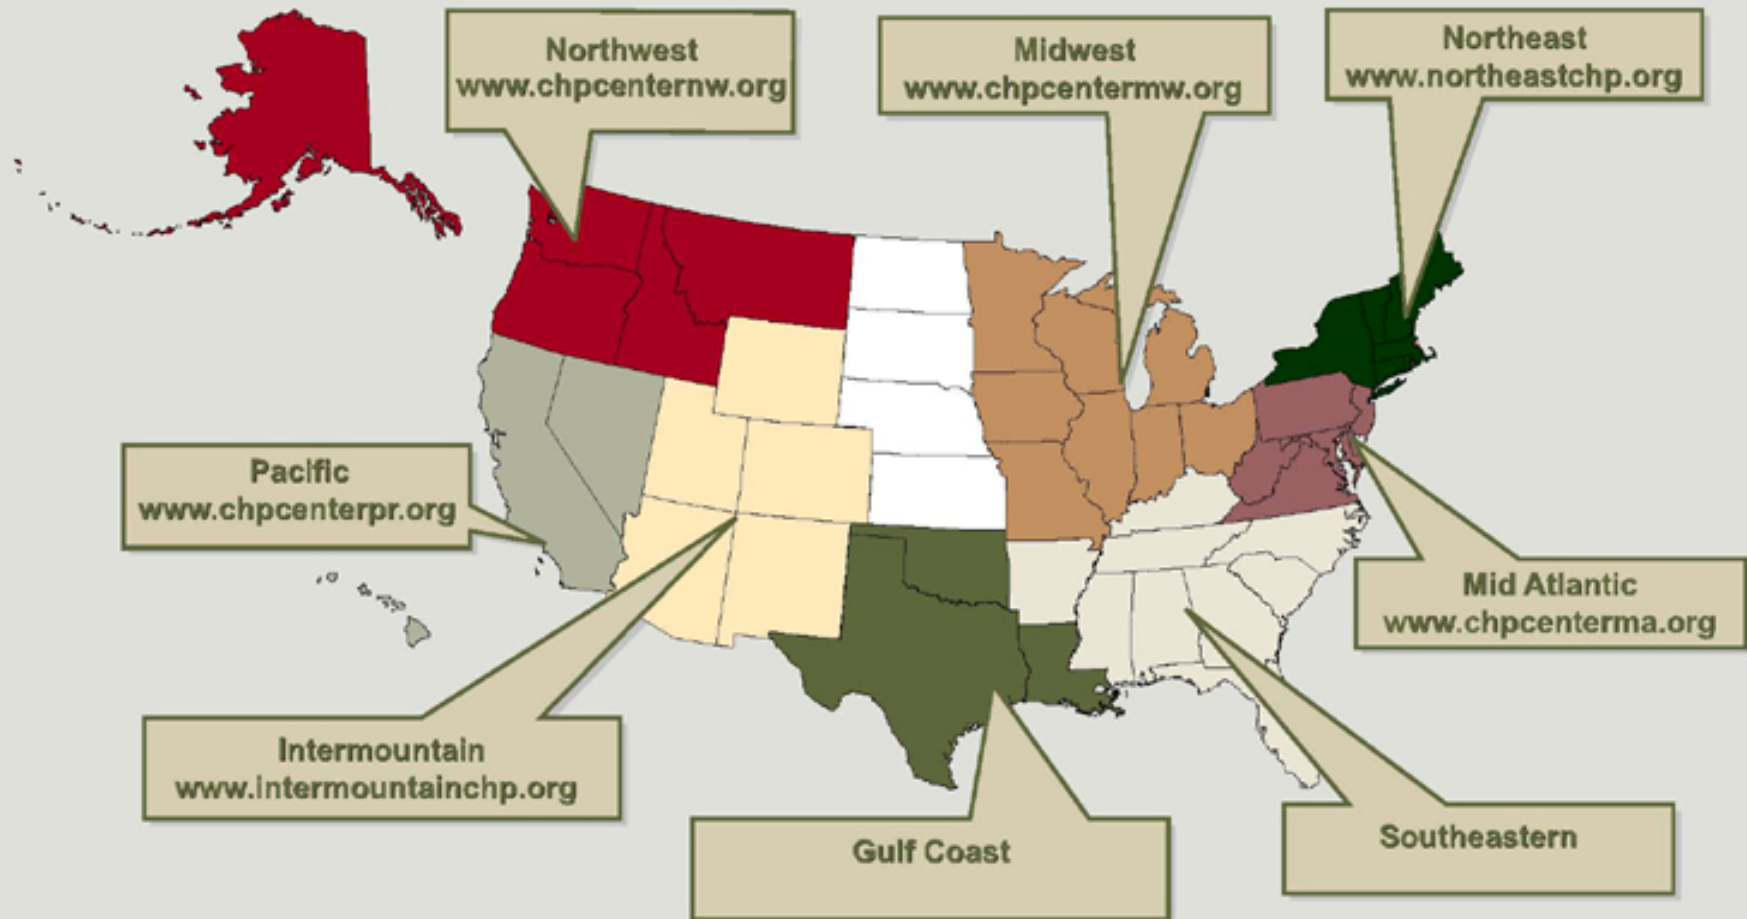 Northwest
www.chpcenternw.org
Midwest
www.chpcentermw.org
Northeast
www.northeastchp.org
Pacific
www.chpcenterpr.org
Mid Atlantic
www.chpcenterma.org
Intermountain
www.intermountainchp.org
Gulf Coast
Southeastern